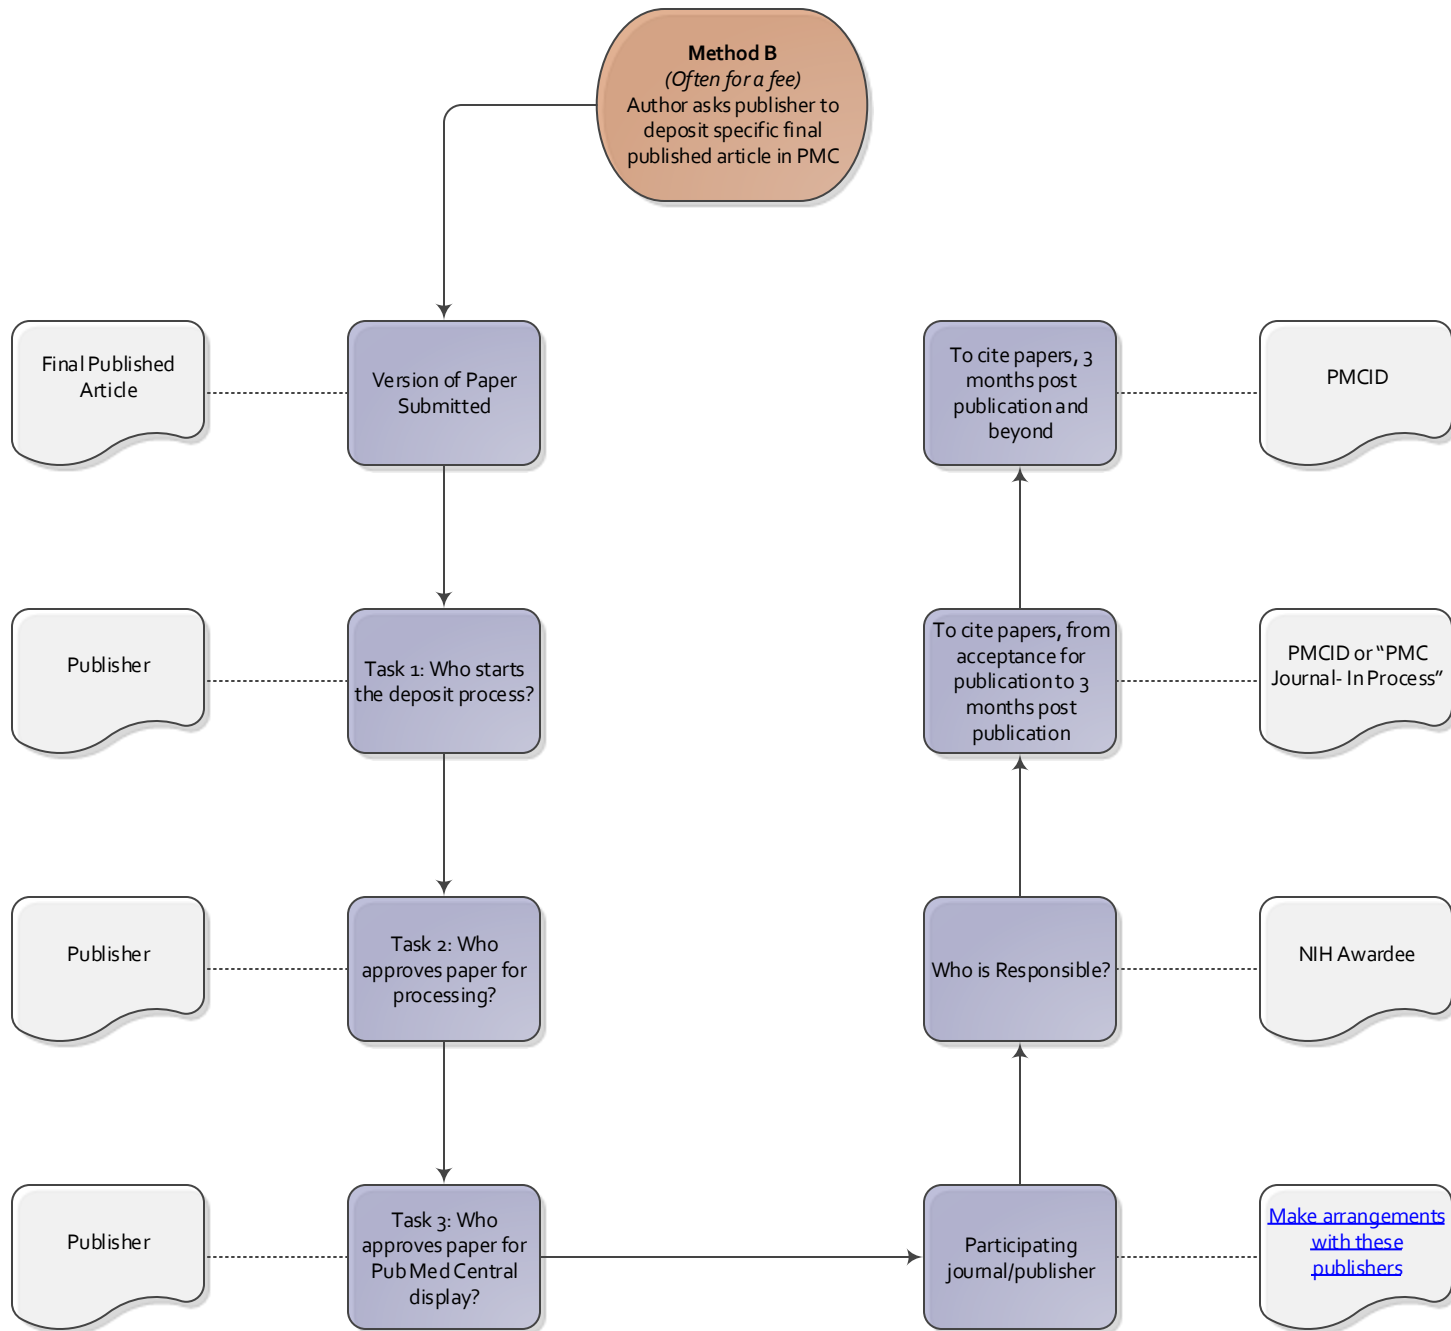 Method B
(Often for a fee)
Author asks publisher to
deposit specific final
published article in PMC
Final Published
Article
Version of Paper
Submitted
To cite papers, 3
months post
publication and
beyond
PMCID
Publisher
Task 1: Who starts
the deposit process?
To cite papers, from
acceptance for
publication to 3
months post
publication
PMCID or “PMC
Journal- In Process”
Publisher
Task 2: Who
approves paper for
processing?
Who is Responsible?
NIH Awardee
Publisher
Task 3: Who
approves paper for
PubMed Central
display?
Participating
journal/publisher
Make arrangements
with these
publishers